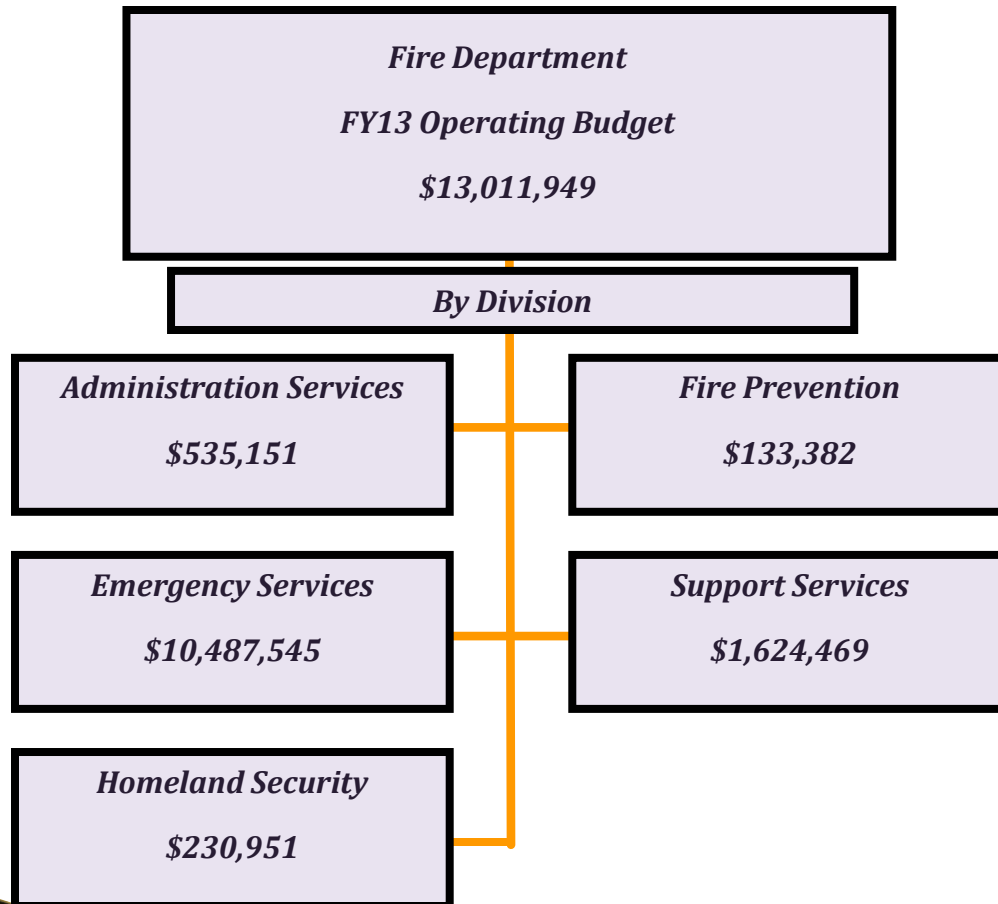 Fire Department
FY13 Operating Budget
$13,011,949
By Division
Administration Services
$535,151
Fire Prevention
$133,382
Emergency Services
$10,487,545
Support Services
$1,624,469
Homeland Security
$230,951